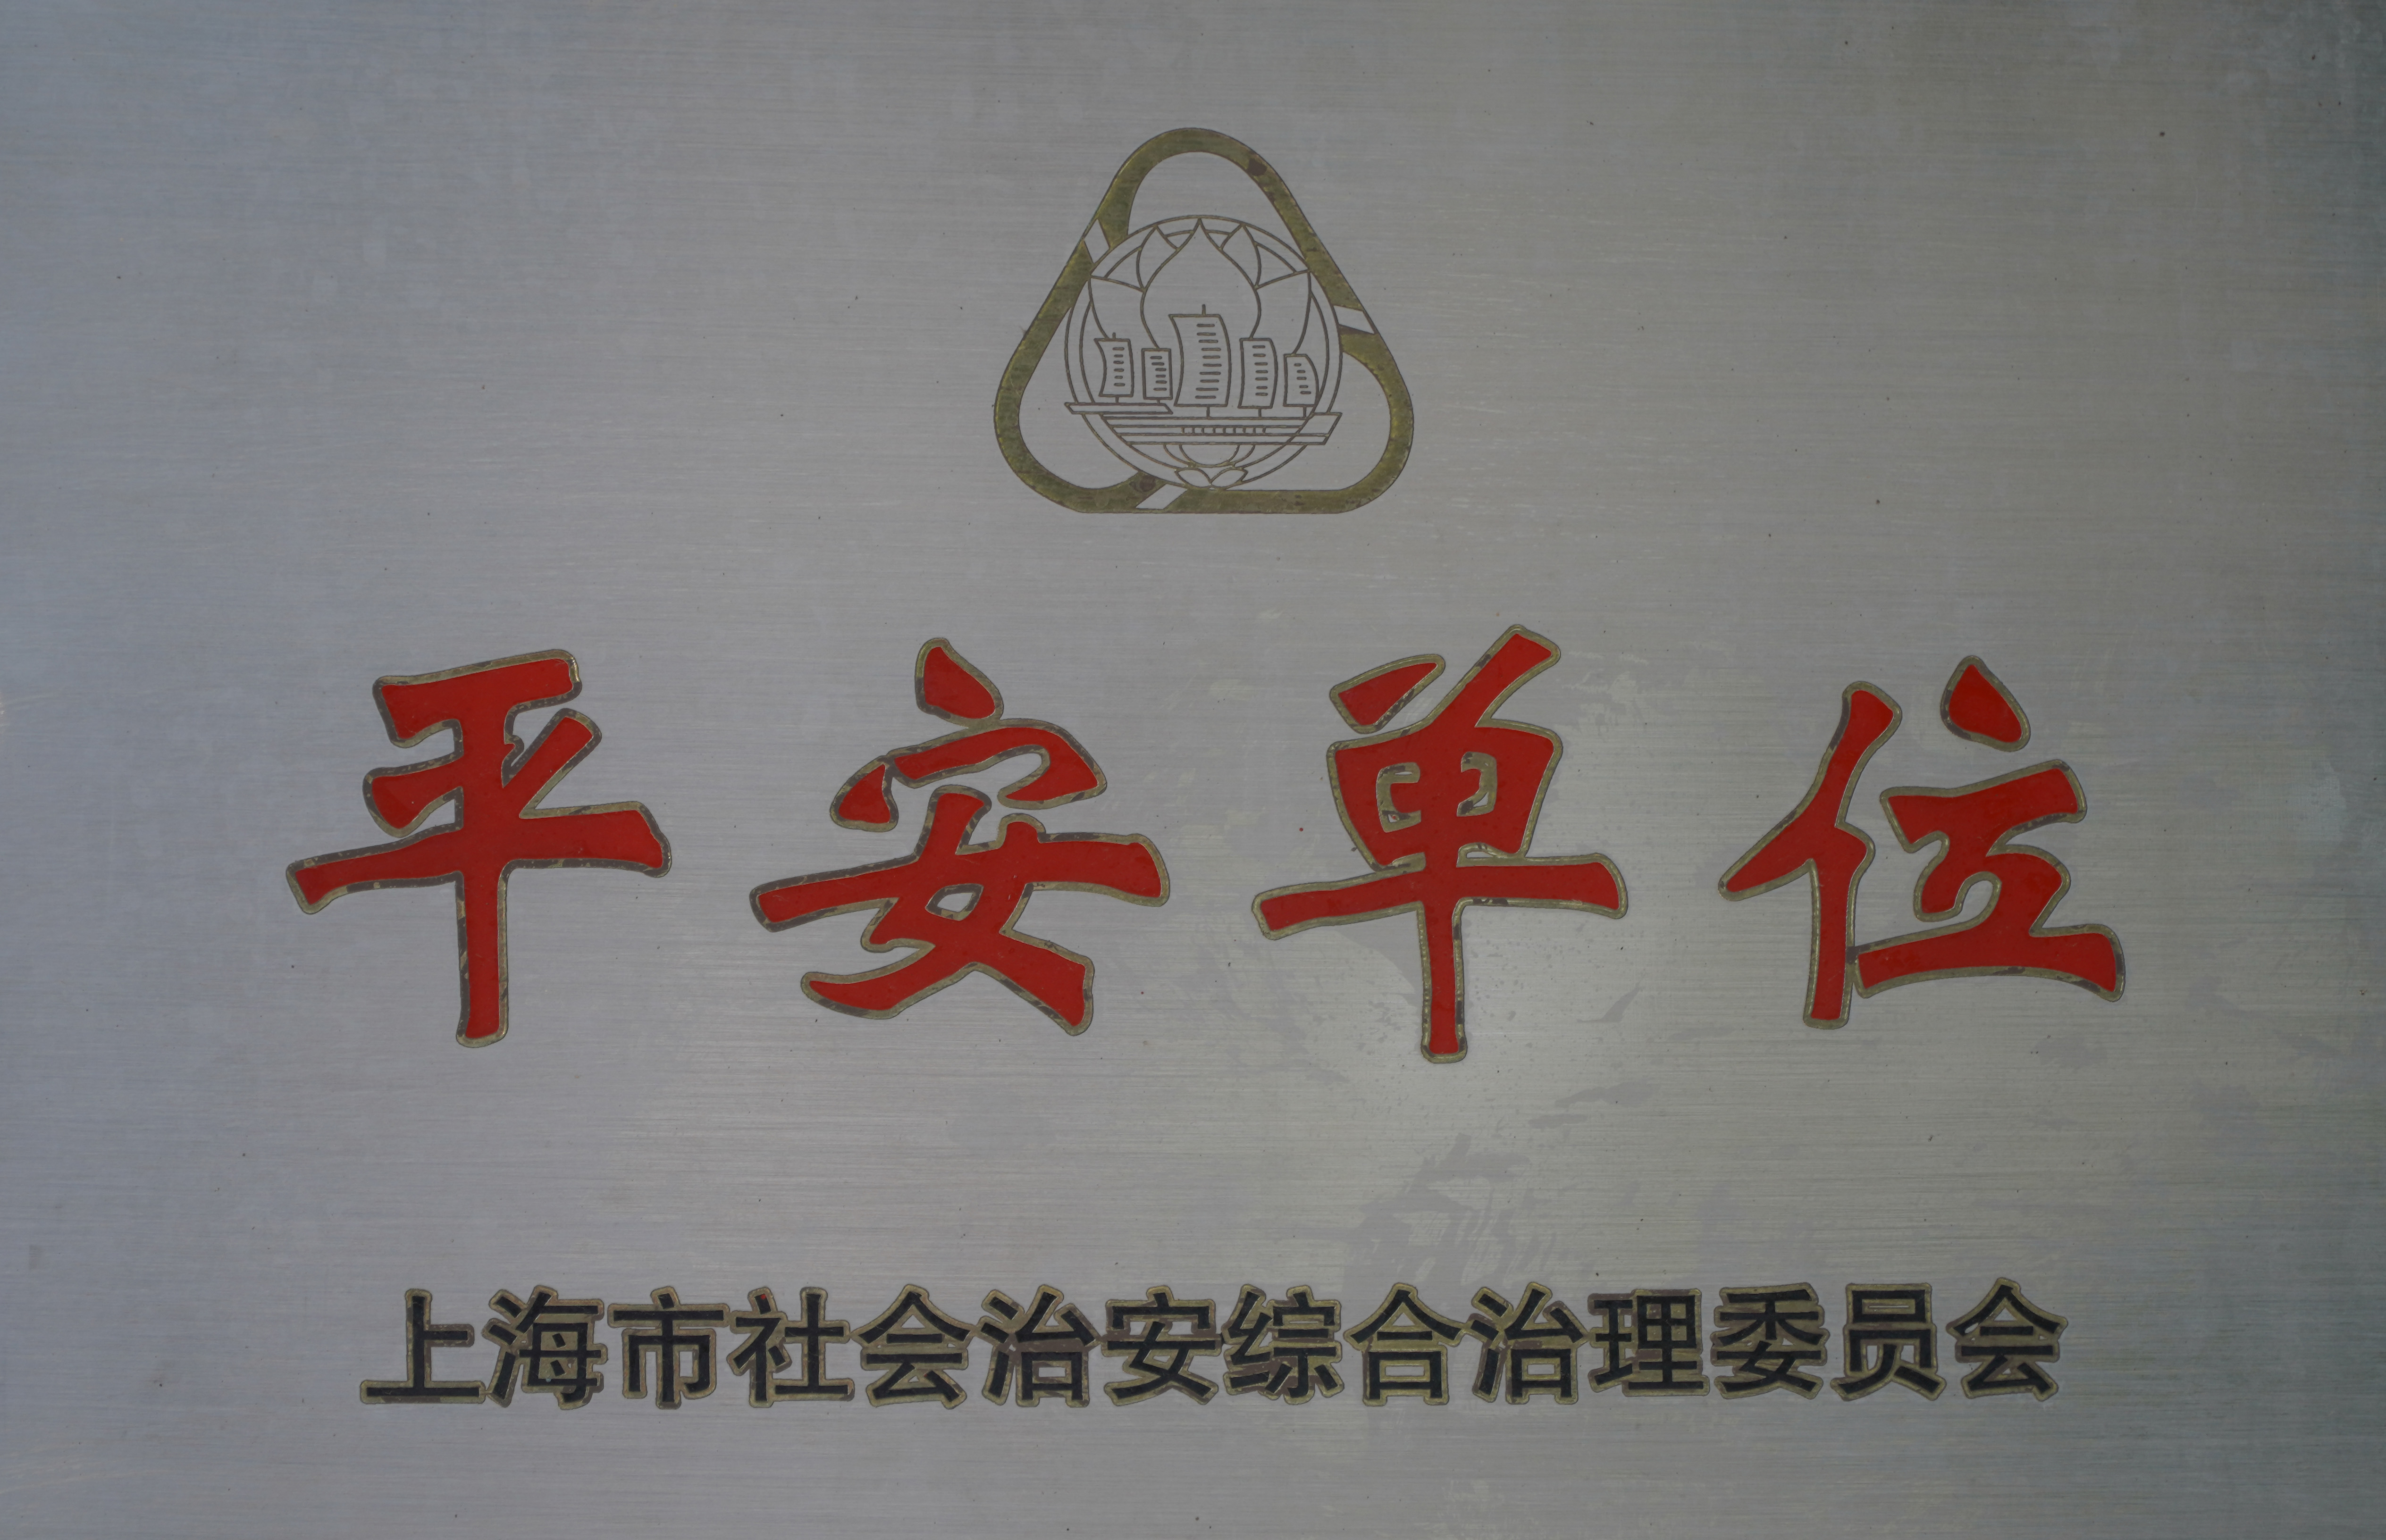 平安单位
上海市社会治安综合治理委员会